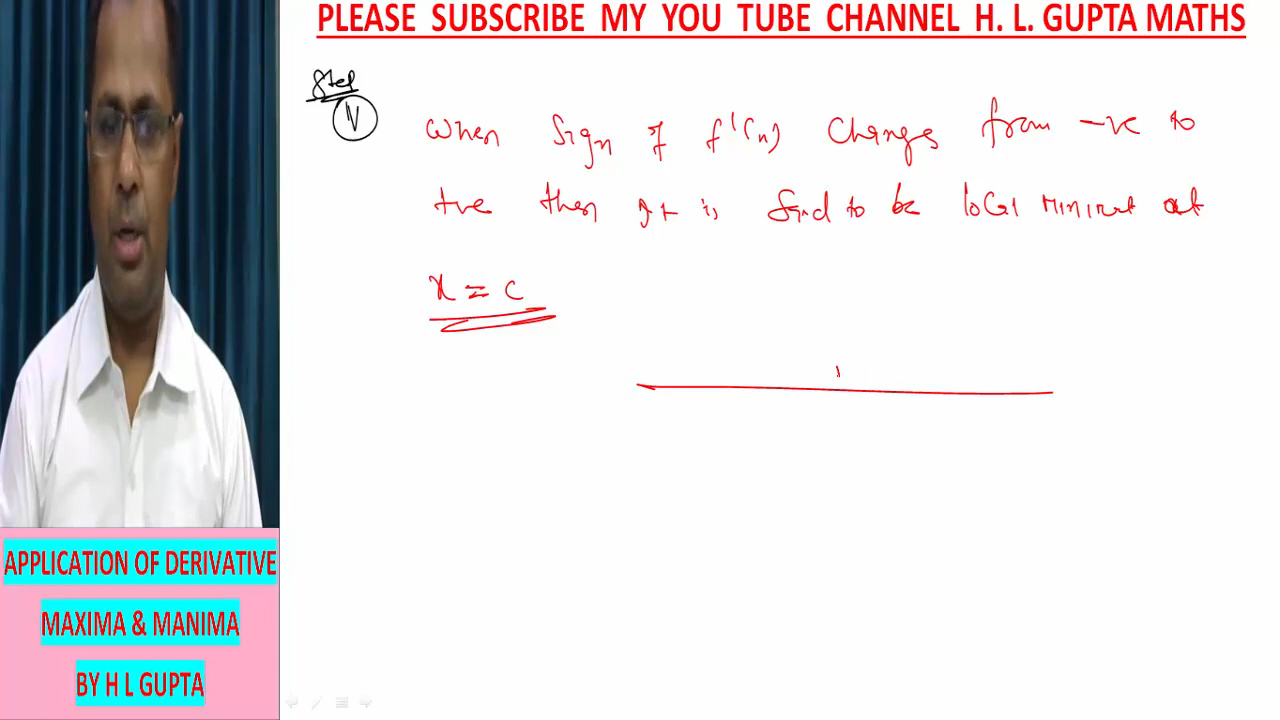 PLEASE SUBSCRIBE MY YOU TUBE CHANNEL H. L. GUPTA MATHS
Step
V
When Sign of f'(x) Changes from -ve to
+ve then it is said to be local at
x = c
APPLICATION OF DERIVATIVE
MAXIMA & MANIMA
BY H L GUPTA